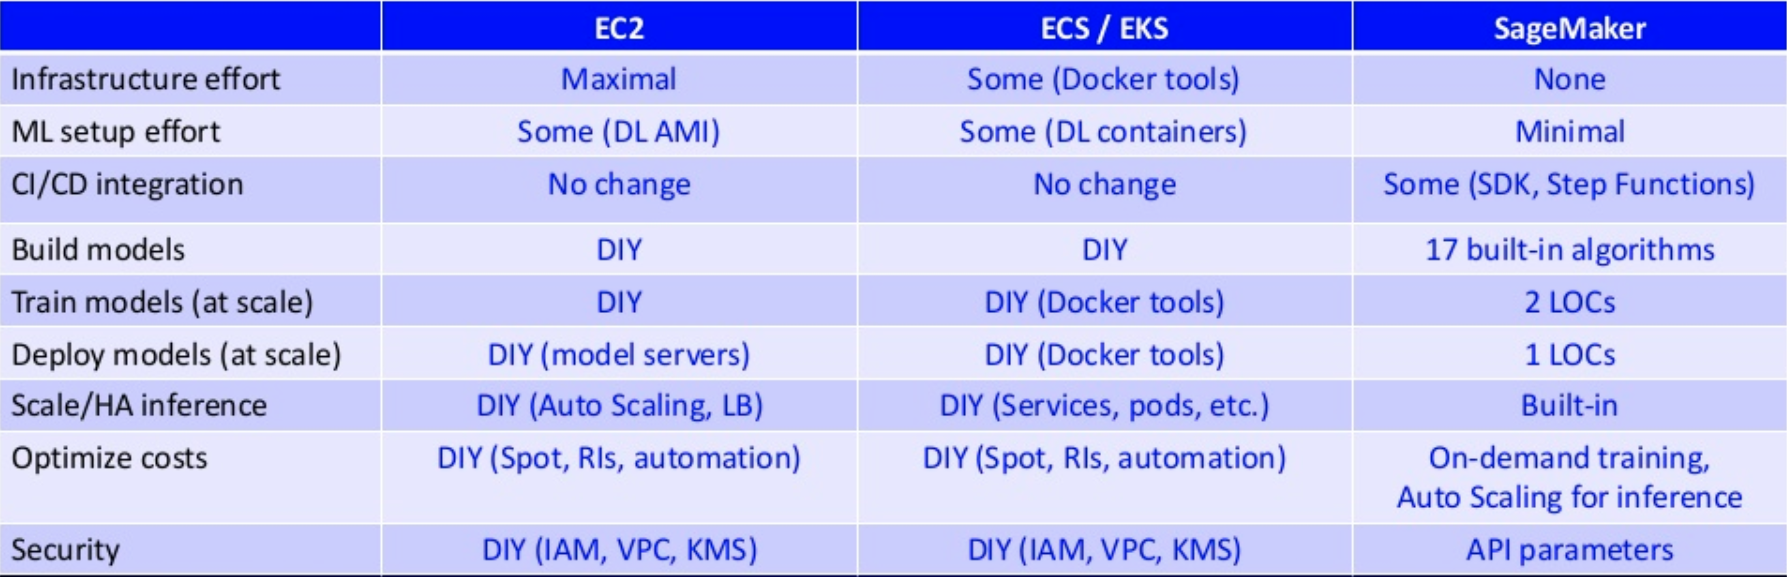 EC2 ECS / EKS SageMaker
Infrastructure effort Maximal Some (Docker tools) None
ML setup effort Some (DL AMI) Some (DL containers) Minimal
CI/CD integration No change No change Some (SDK, Step Functions)
Build models DIY DIY 17 built-in algorithms
Train models (at scale) DIY DIY (Docker tools) 2 LOCs
Deploy models (at scale) DIY (model servers) DIY (Docker tools) 1 LOCs
Scale/HA inference DIY (Auto Scaling, LB) DIY (Services, pods, etc.) Built-in
Optimize costs DIY (Spot, RIs, automation) DIY (Spot, RIs, automation) On-demand training,
Auto Scaling for inference
Security DIY (IAM, VPC, KMS) DIY (IAM, VPC, KMS) API parameters